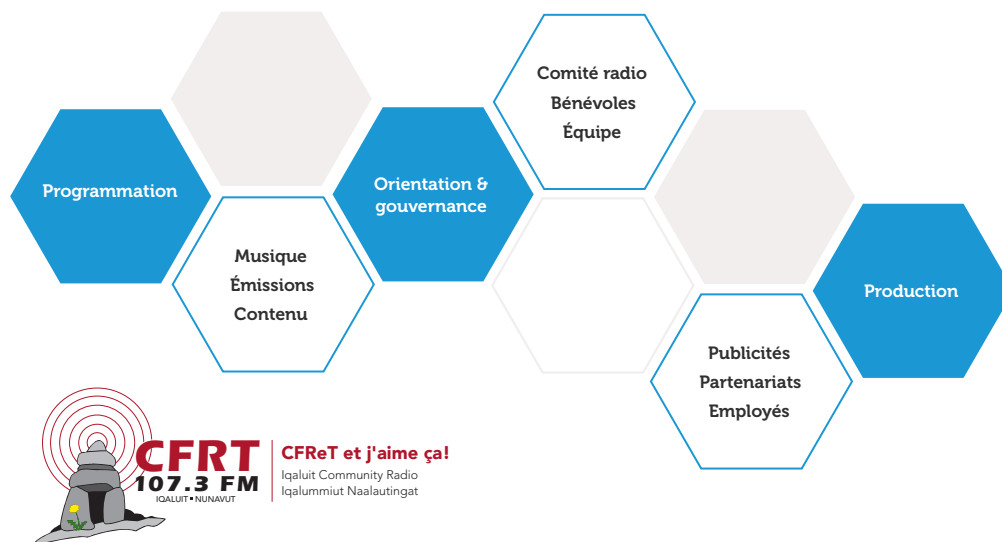 Comité radio
Bénévoles
Équipe
Programmation
Orientation &
gouvernance
Musique
Émissions
Contenu
Production
Publicités
Partenariats
Employés
CFRT
107.3 FM
IQALUIT ▪ NUNAVUT
CFReT et j'aime ça!
Iqaluit Community Radio
Iqalummiut Naalautingat